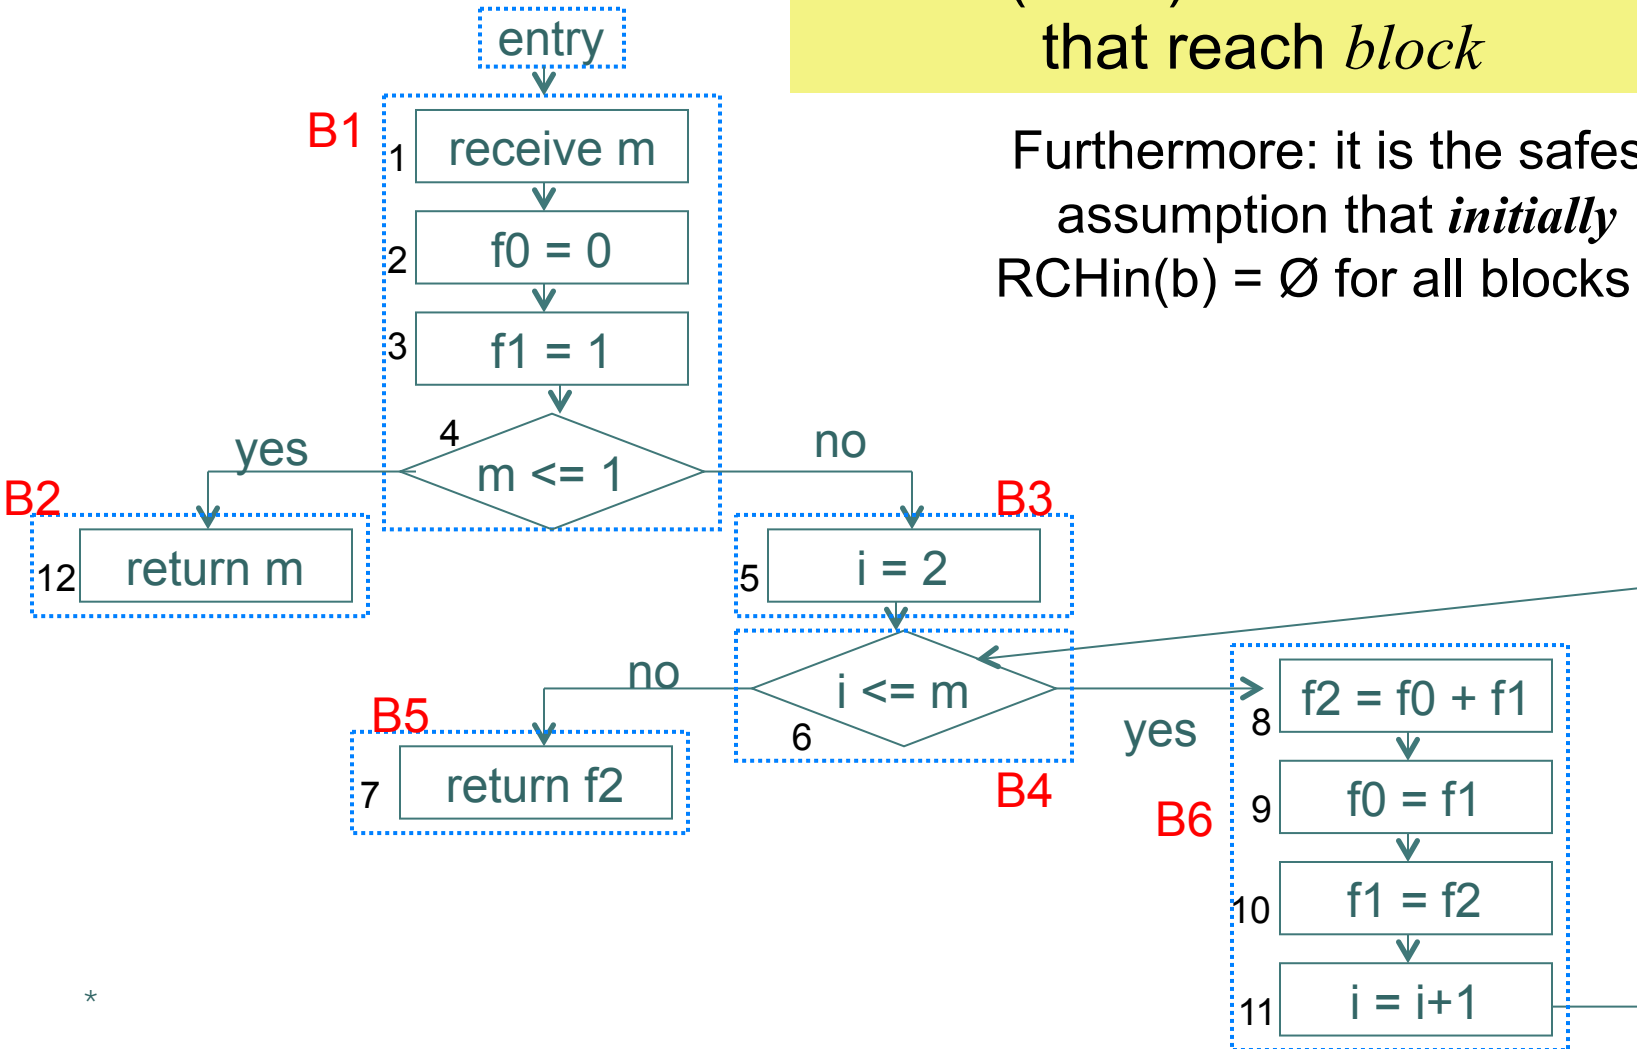 entry
that reach block
Furthermore: it is the
assumption that initially
RCHin(b) = Ø for all blocks
B1
1
receive m
2
f0 = 0
3
f1 = 1
4
m <= 1
yes
no
B2
12
return m
B3
5
i = 2
no
i <= m
6
yes
B4
B5
7
return f2
B6
8
f2 = f0 + f1
9
f0 = f1
10
f1 = f2
11
i = i+1
*